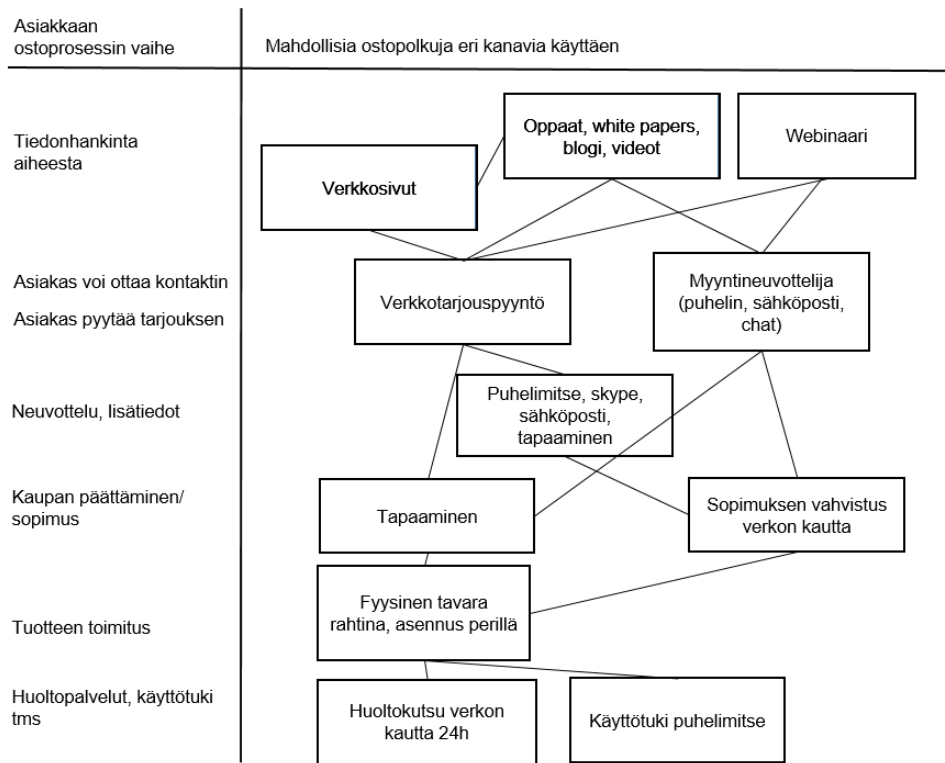 Asiakkaan
ostoprosessin vaihe
Mahdollisia ostopolkuja eri kanavia käyttäen
Tiedonhankinta
aiheesta
Verkkosivut
Oppaat, white papers,
blogi, videot
Webinaari
Asiakas voi ottaa kontaktin
Asiakas pyytää tarjouksen
Verkkotarjouspyyntö
Myyntineuvottelija
(puhelin, sähköposti,
chat)
Neuvottelu, lisätiedot
Puhelimitse, skype,
sähköposti,
tapaaminen
Kaupan päättäminen/
sopimus
Tapaaminen
Sopimuksen vahvistus
verkon kautta
Tuotteen toimitus
Fyysinen tavara
rahtina, asennus perillä
Huoltopalvelut, käyttötuki
tms
Huoltokutsu verkon
kautta 24h
Käyttötuki puhelimitse